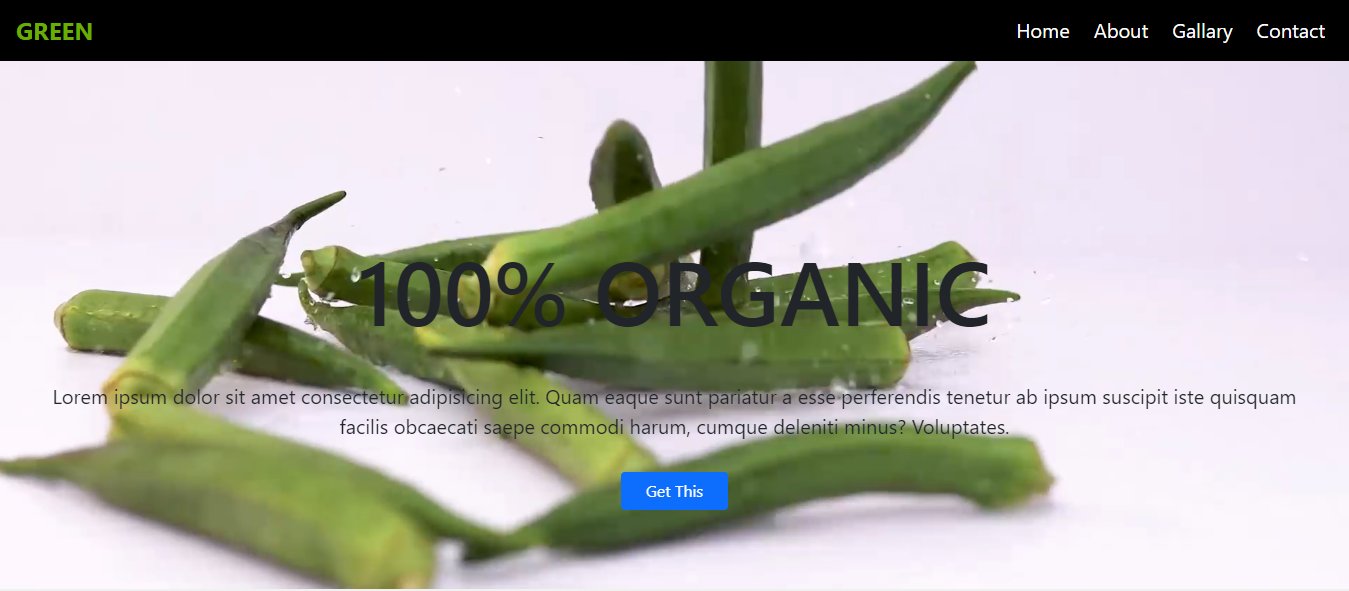 GREEN
Home About Gallary Contact
100% ORGANIC
Lorem ipsum dolor sit amet consectetur adipisicing elit. Quam eaque sunt pariatur a esse perferendis tenetur ab ipsum suscipit iste quisquam
facilis obcaecati saepe commodi harum, cumque deleniti minus? Voluptates.
Get This